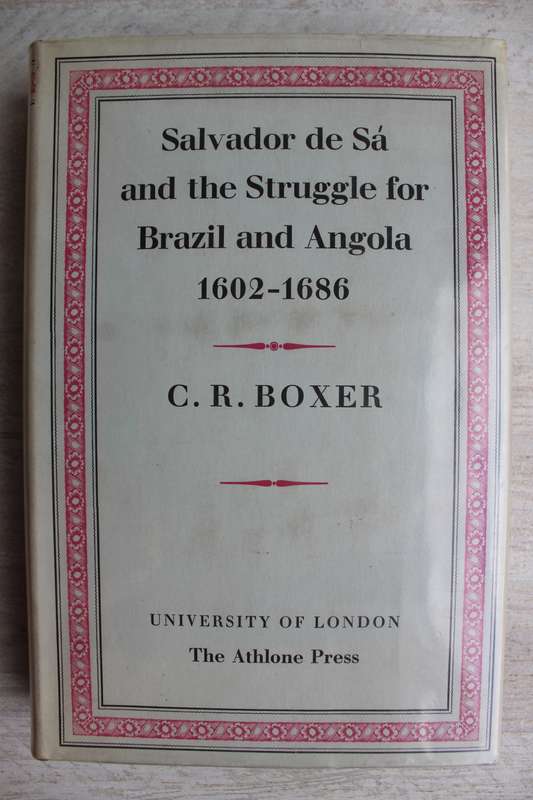 Salvador de Sá
and the Struggle for
Brazil and Angola
1602–1686
C. R. BOXER
UNIVERSITY OF LONDON
The Athlone Press